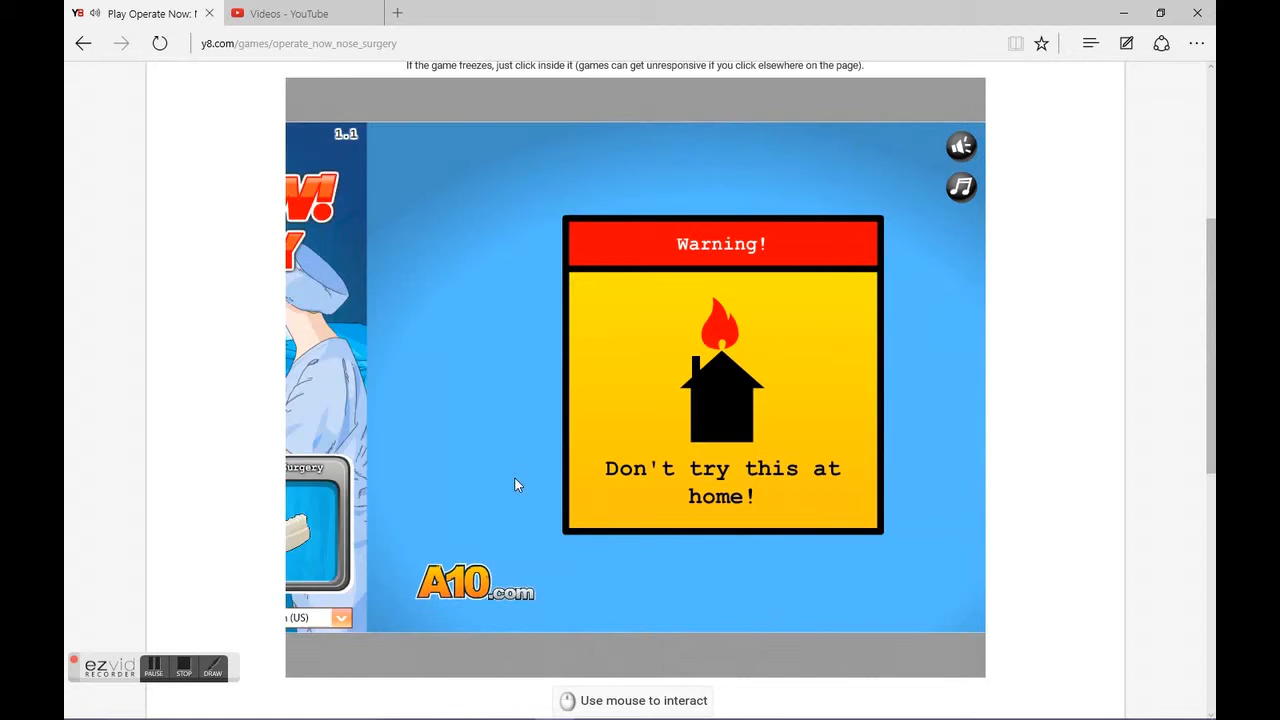 Y8 Play Operate Now: N
Videos - YouTube
y8.com/games/operate_now_nose_surgery
If the game freezes, just click inside it (games can get unresponsive if you click elsewhere on the page).
1.1
W!
Y
Warning!
Don't try this at
home!
urgery
A10.com
(US)
ezvid
RECORDER
PAUSE
STOP
DRAW
Use mouse to interact